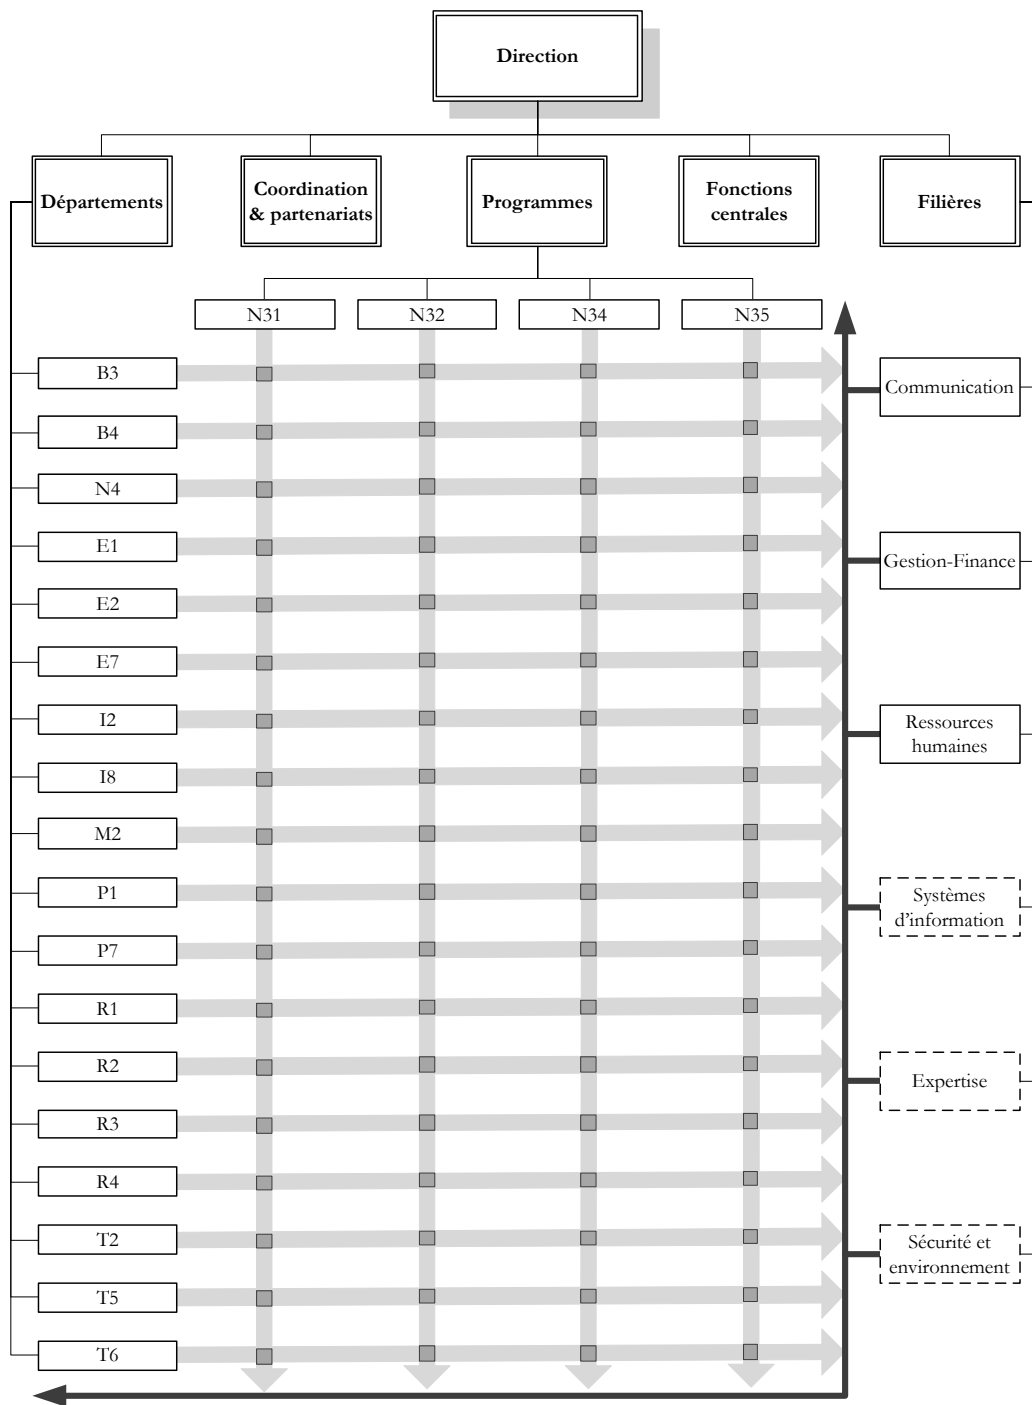 Direction
Départements
Coordination
& partenariats
Programmes
Fonctions
centrales
Filières
N31
N32
N34
N35
B3
B4
N4
E1
E2
E7
I2
I8
M2
P1
P7
R1
R2
R3
R4
T2
T5
T6
Communication
Gestion-Finance
Ressources
humaines
Systèmes
d'information
Expertise
Sécurité et
environnement